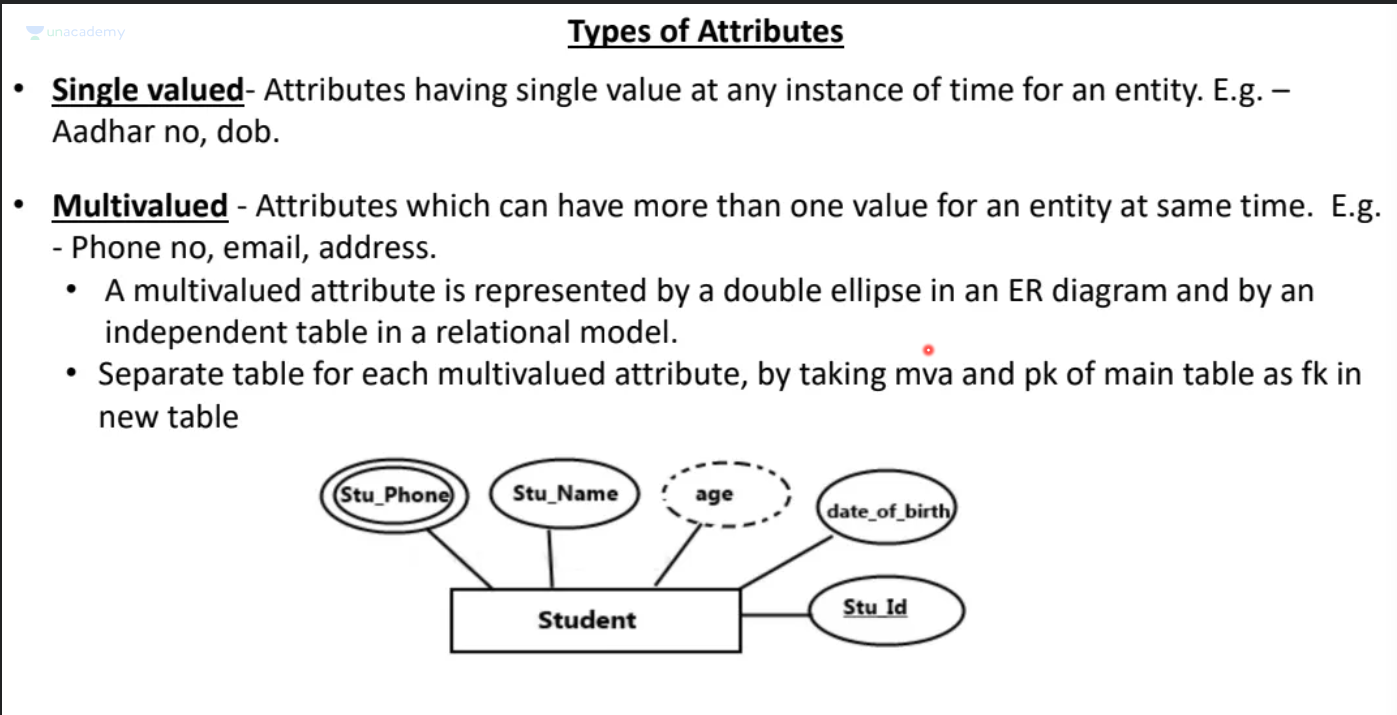 unacademy
Types of Attributes
• Single valued- Attributes having single value at any instance of time for an entity. E.g. –
Aadhar no, dob.
• Multivalued - Attributes which can have more than one value for an entity at same time. E.g.
- Phone no, email, address.
• A multivalued attribute is represented by a double ellipse in an ER diagram and by an
independent table in a relational model.
• Separate table for each multivalued attribute, by taking mva and pk of main table as fk in
new table
Stu_Phone
Stu_Name
age
date_of_birth
Student
Stu_Id